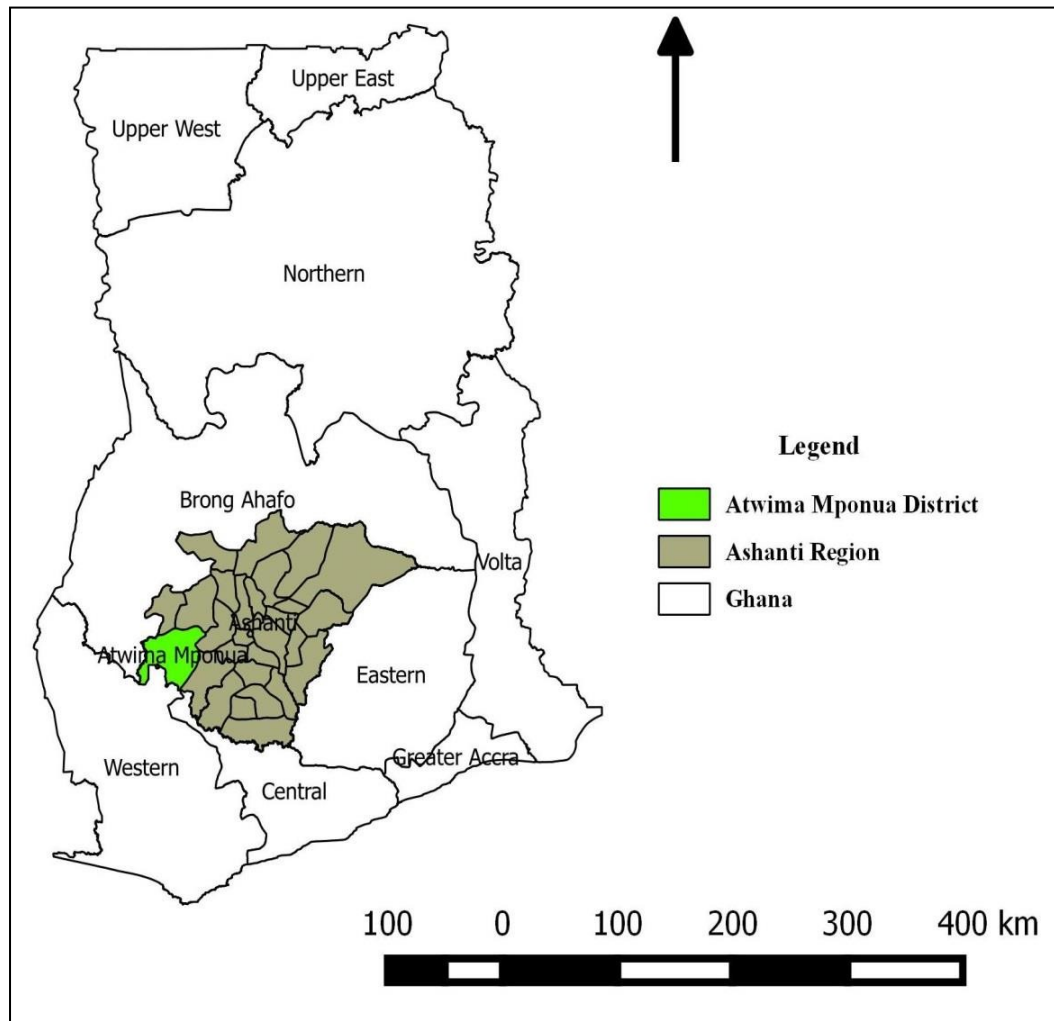 Upper East
Upper West
Northern
Legend
Brong Ahafo
Atwima Mponua District
Ashanti Region
Volta
Ghana
Ashanti
Atwima Mponua
Eastern
Greater Accra
Western
Central
100 0 100 200 300 400 km